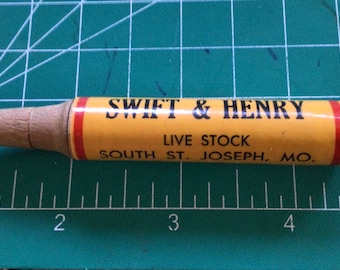 SWIFT & HENRY
LIVE STOCK
SOUTH ST. JOSEPH, MO.
2 3 4